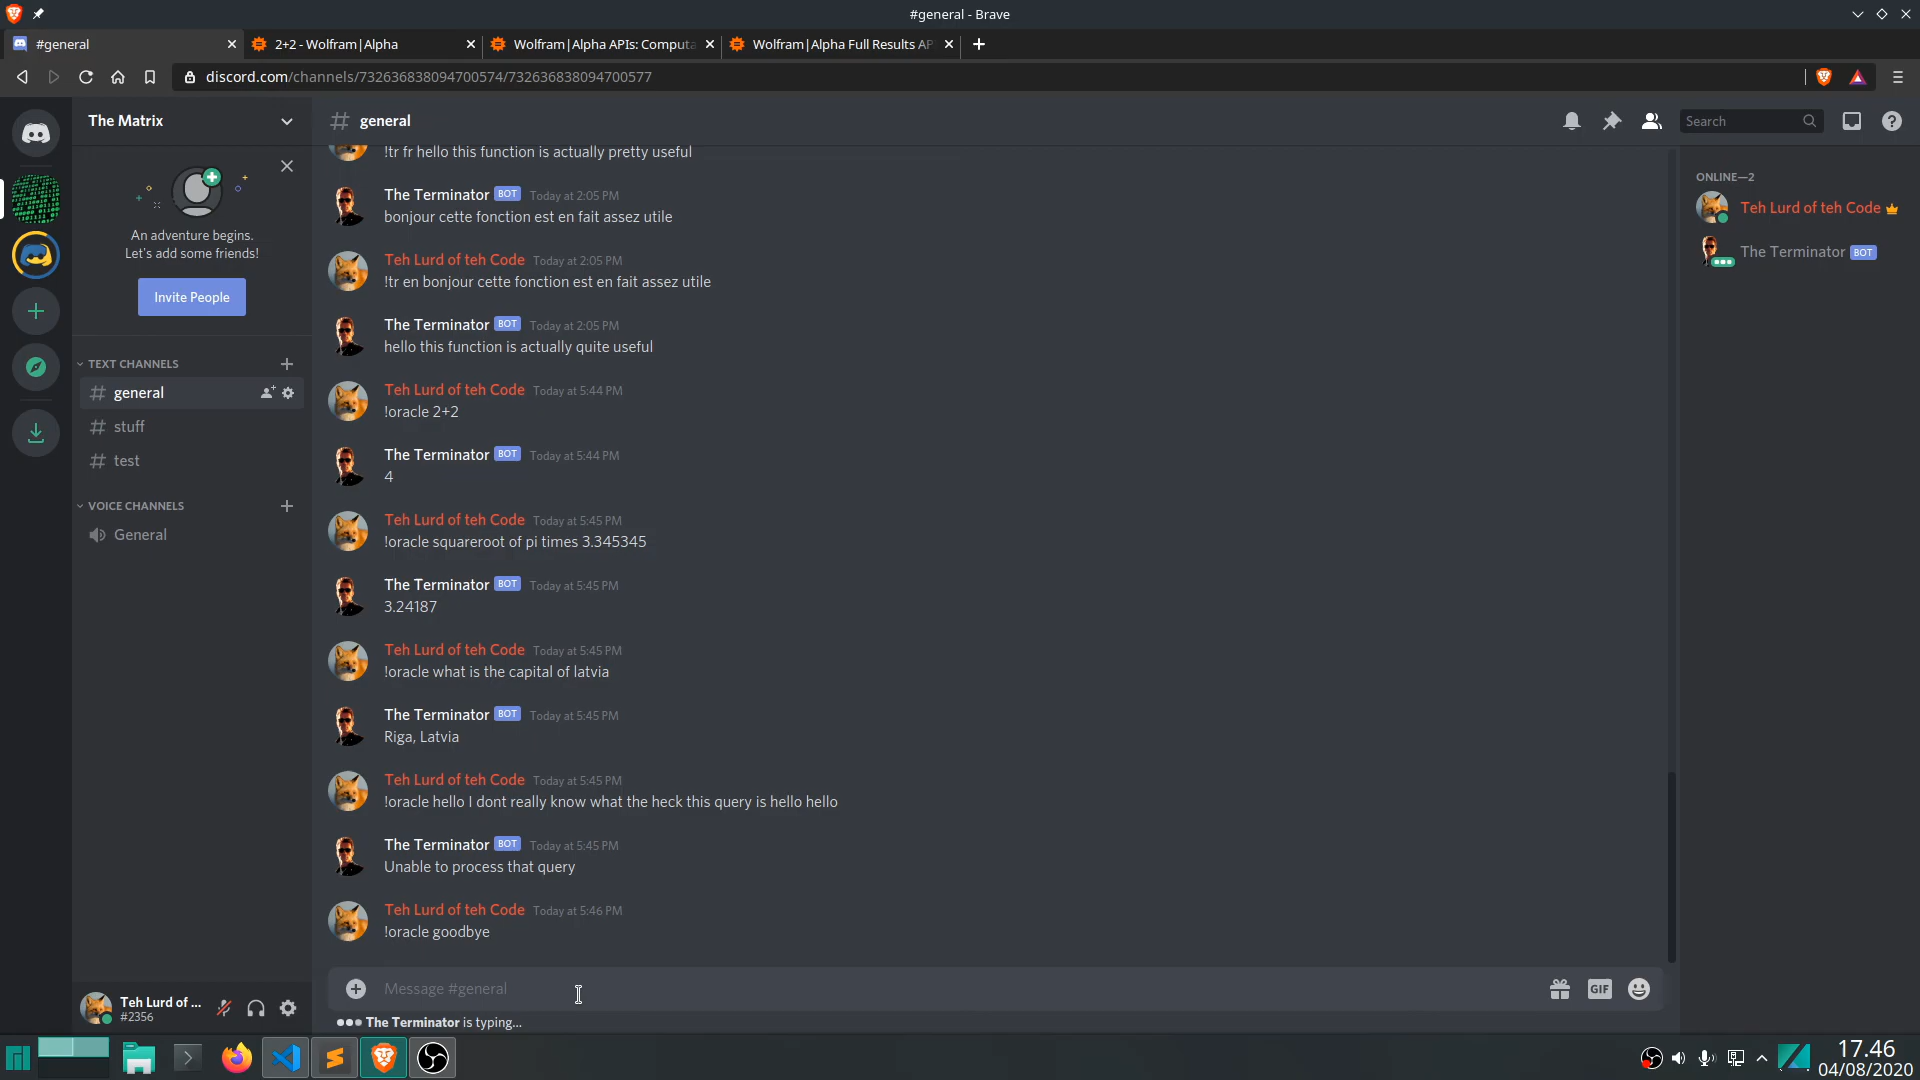 #general - Brave
#general
2+2 - Wolfram|Alpha
Wolfram|Alpha APIs: Computa
Wolfram|Alpha Full Results AP
discord.com/channels/732636838094700574/732636838094700577
The Matrix
general
Search
An adventure begins.
Let's add some friends!
Invite People
TEXT CHANNELS
general
stuff
test
VOICE CHANNELS
General
!tr fr hello this function is actually pretty useful
The Terminator BOT Today at 2:05 PM
bonjour cette fonction est en fait assez utile
Teh Lurd of teh Code Today at 2:05 PM
!tr en bonjour cette fonction est en fait assez utile
The Terminator BOT Today at 2:05 PM
hello this function is actually quite useful
Teh Lurd of teh Code Today at 5:44 PM
!oracle 2+2
The Terminator BOT Today at 5:44 PM
4
Teh Lurd of teh Code Today at 5:45 PM
!oracle squareroot of pi times 3.345345
The Terminator BOT Today at 5:45 PM
3.24187
Teh Lurd of teh Code Today at 5:45 PM
!oracle what is the capital of latvia
The Terminator BOT Today at 5:45 PM
Riga, Latvia
Teh Lurd of teh Code Today at 5:45 PM
!oracle hello I dont really know what the heck this query is hello hello
The Terminator BOT Today at 5:45 PM
Unable to process that query
Teh Lurd of teh Code Today at 5:46 PM
!oracle goodbye
Message #general
GIF
The Terminator is typing...
ONLINE—2
Teh Lurd of teh Code
The Terminator BOT
Teh Lurd of ...
#2356
17.46
04/08/2020